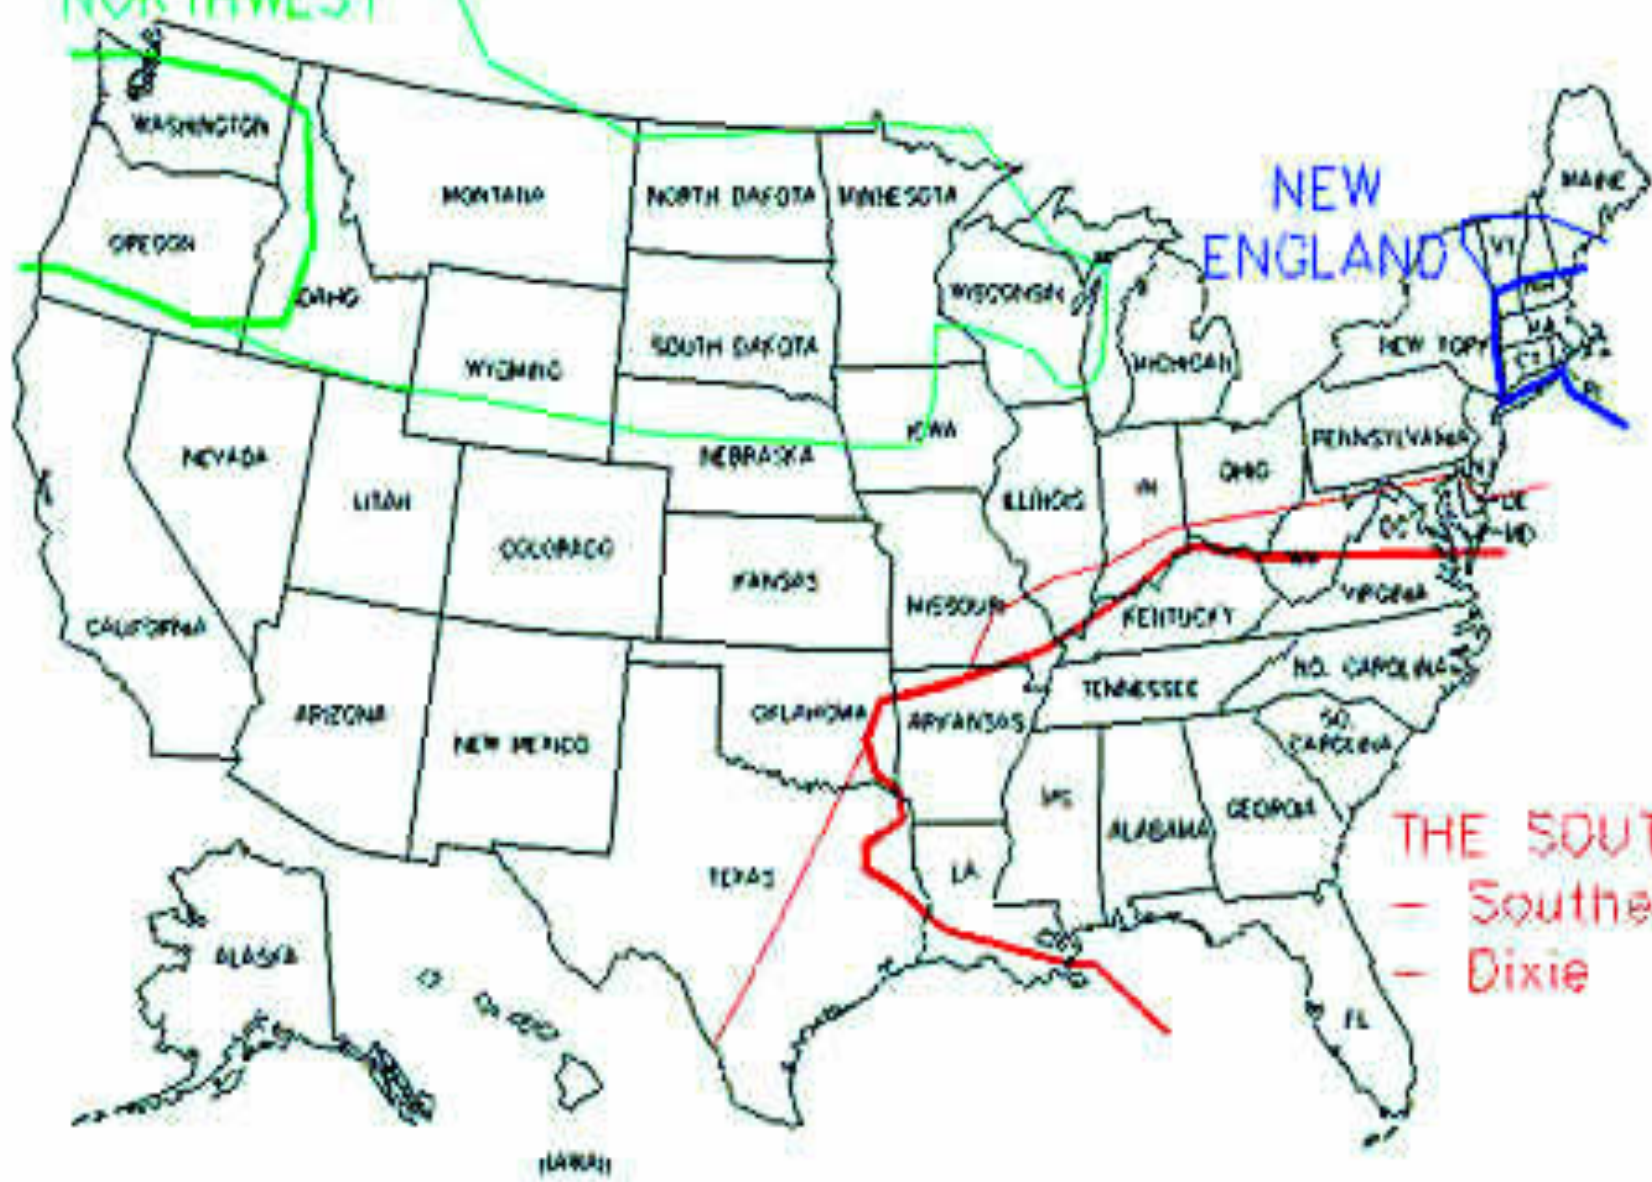 NORTHWEST
WASHINGTON
MONTANA
NORTH DAKOTA
MINNESOTA
MAINE
NEW
ENGLAND
VT
OREGON
IDAHO
WISCONSIN
NH
MA
CT
RI
SOUTH DAKOTA
WYOMING
MICHIGAN
NEW YORK
IOWA
PENNSYLVANIA
NEVADA
NEBRASKA
OHIO
NJ
UTAH
ILLINOIS
IN
DE
DC
MD
COLORADO
KANSAS
WV
VIRGINIA
MISSOURI
KENTUCKY
CALIFORNIA
NO. CAROLINA
TENNESSEE
ARIZONA
OKLAHOMA
ARKANSAS
SO.
CAROLINA
NEW MEXICO
MS
GEORGIA
ALABAMA
THE SOUT
TEXAS
LA
- Southe
ALASKA
- Dixie
FL
HAWAII